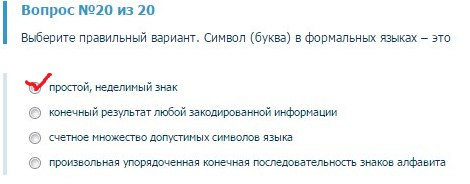 Вопрос №20 из 20
Выберите правильный вариант. Символ (буква) в формальных языках – это
простой, неделимый знак
конечный результат любой закодированной информации
счетное множество допустимых символов языка
произвольная упорядоченная конечная последовательность знаков алфавита